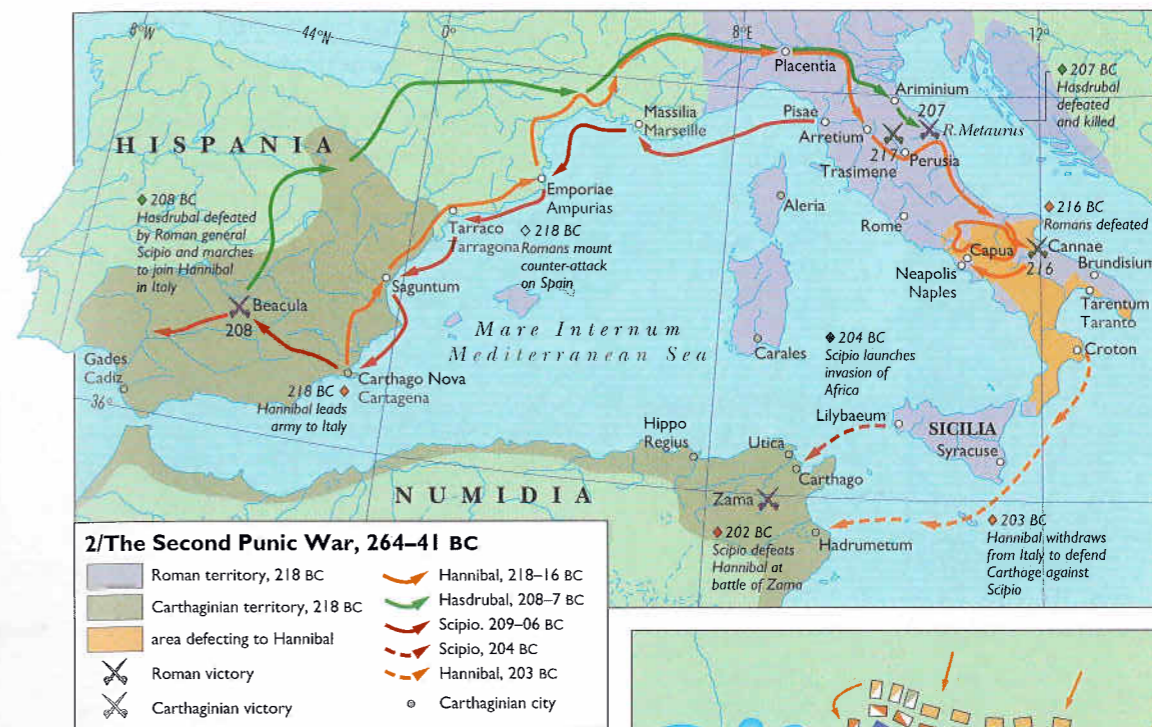 8°W
44°N
0°
8°E
12°
Placentia
Ariminium
207
R.Metaurus
207 BC
Hasdrubal
defeated
and killed
Massilia
Marseille
Pisae
Arretium
217
Perusia
Trasimene
HISPANIA
208 BC
Hasdrubal defeated
by Roman general
Scipio and marches
to join Hannibal
in Italy
Emporiae
Ampurias
Tarraco
Tarragona
218 BC
Romans mount
counter-attack
on Spain
Aleria
Rome
216 BC
Romans defeated
Capua
Cannae
216
Brundisium
Neapolis
Naples
Tarentum
Taranto
Saguntum
Beacula
208
Mare Internum
Mediterranean Sea
Carales
204 BC
Scipio launches
invasion of
Africa
Croton
Gades
Cadiz
36°
218 BC
Hannibal leads
army to Italy
Carthago Nova
Cartagena
Lilybaeum
SICILIA
Syracuse
Hippo
Regius
Utica
Carthago
NUMIDIA
Zama
202 BC
Scipio defeats
Hannibal at
battle of Zama
Hadrumetum
203 BC
Hannibal withdraws
from Italy to defend
Carthage against
Scipio
2/The Second Punic War, 264–41 BC
Roman territory, 218 BC
Carthaginian territory, 218 BC
area defecting to Hannibal
Roman victory
Carthaginian victory
Hannibal, 218–16 BC
Hasdrubal, 208–7 BC
Scipio. 209–06 BC
Scipio, 204 BC
Hannibal, 203 BC
Carthaginian city